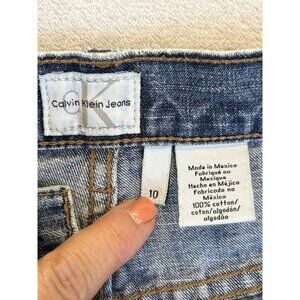 CK
Calvin Klein Jeans
10
Made in Mexico
Fabriqué au
Mexique
Hecho en Méjico
Fabricado no
México
100% cotton/
coton/algodón/
algodão